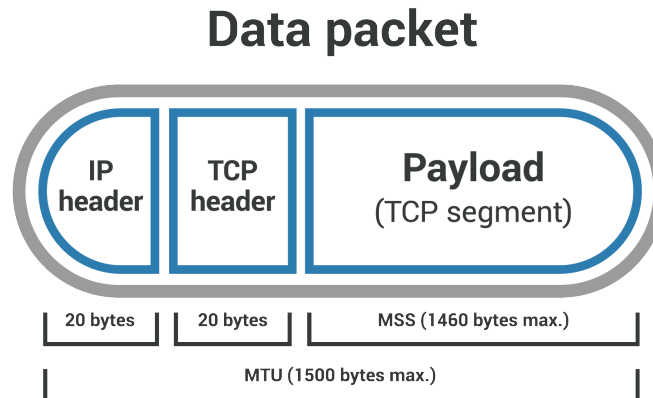 Data packet
IP
header
TCP
header
Payload
(TCP segment)
20 bytes
20 bytes
MSS (1460 bytes max.)
MTU (1500 bytes max.)